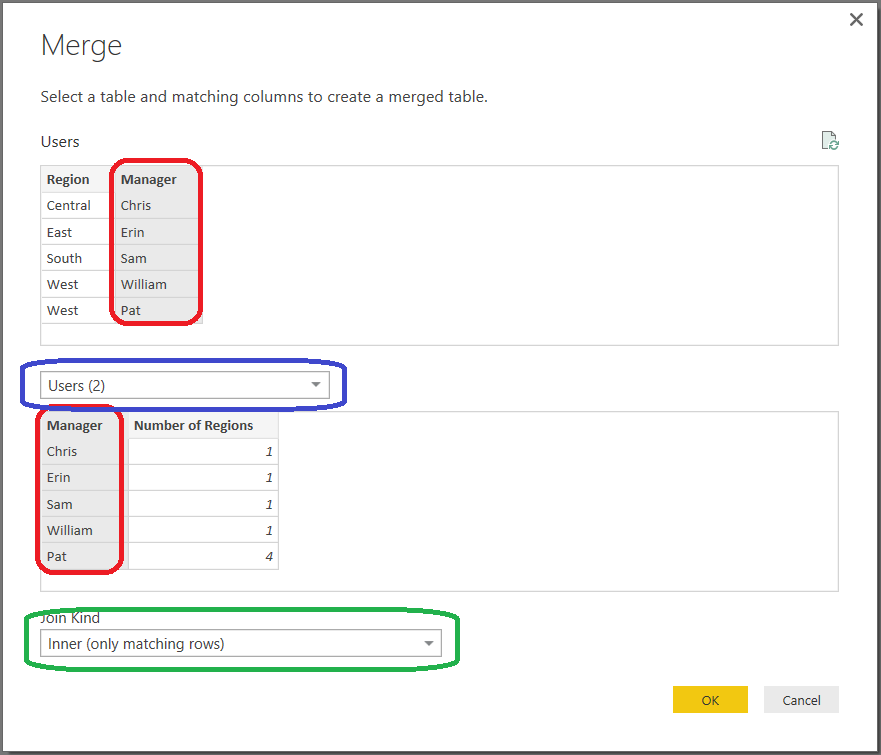 Merge
Select a table and matching columns to create a merged table.
Users
Region Manager
Central Chris
East Erin
South Sam
West William
West Pat
Users (2)
Manager Number of Regions
Chris 1
Erin 1
Sam 1
William 1
Pat 4
Join Kind
Inner (only matching rows)
OK Cancel